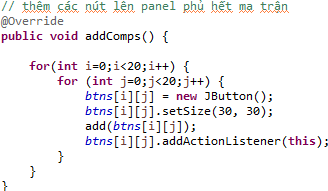 // thêm các nút lên panel phủ hết ma trận
@Override
public void addComps() {
for(int i=0;i<20;i++) {
for (int j=0;j<20;j++) {
btns[i][j] = new JButton();
btns[i][j].setSize(30, 30);
add(btns[i][j]);
btns[i][j].addActionListener(this);
}
}
}